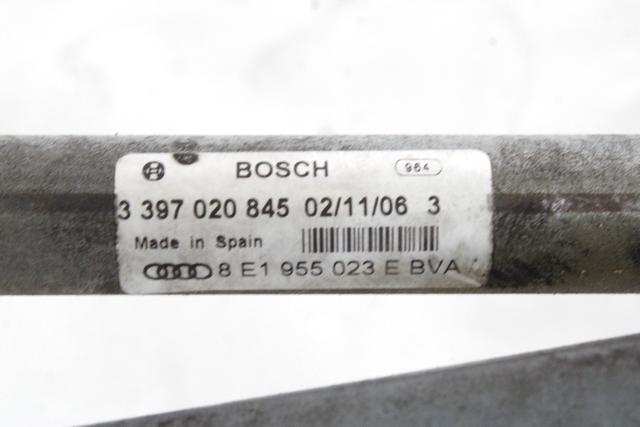 BOSCH 964
3 397 020 845 02/11/06 3
Made in Spain
8 E1 955 023 E BVA